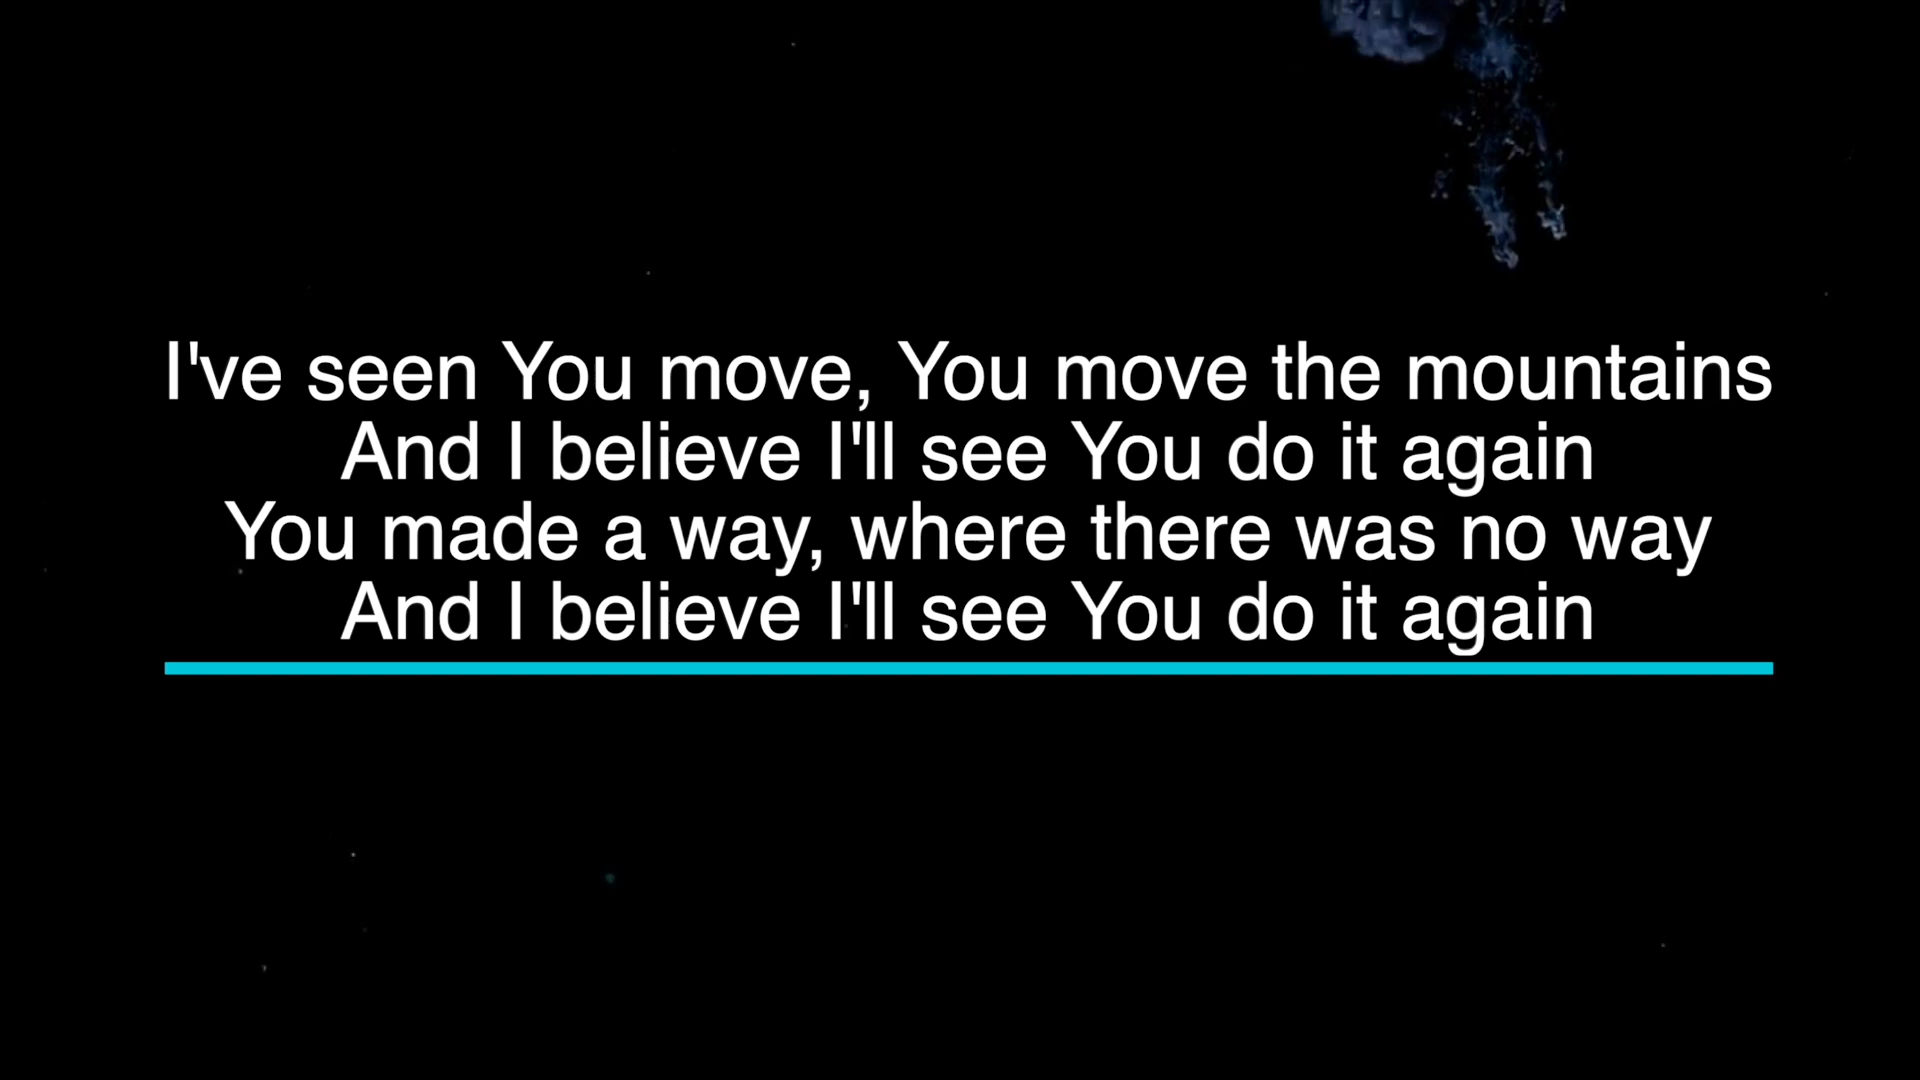 I've seen You move, You move the mountains
And I believe I'll see You do it again
You made a way, where there was no way
And I believe I'll see You do it again